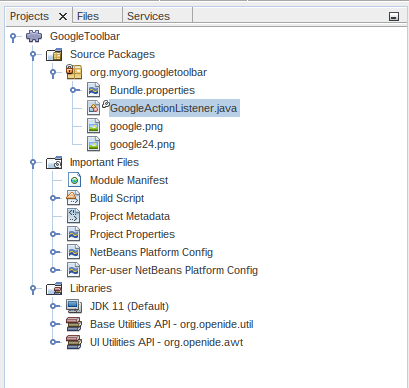 Projects Files Services
GoogleToolbar
Source Packages
org.myorg.googletoolbar
Bundle.properties
GoogleActionListener.java
google.png
google24.png
Important Files
Module Manifest
Build Script
Project Metadata
Project Properties
NetBeans Platform Config
Per-user NetBeans Platform Config
Libraries
JDK 11 (Default)
Base Utilities API - org.openide.util
UI Utilities API - org.openide.awt